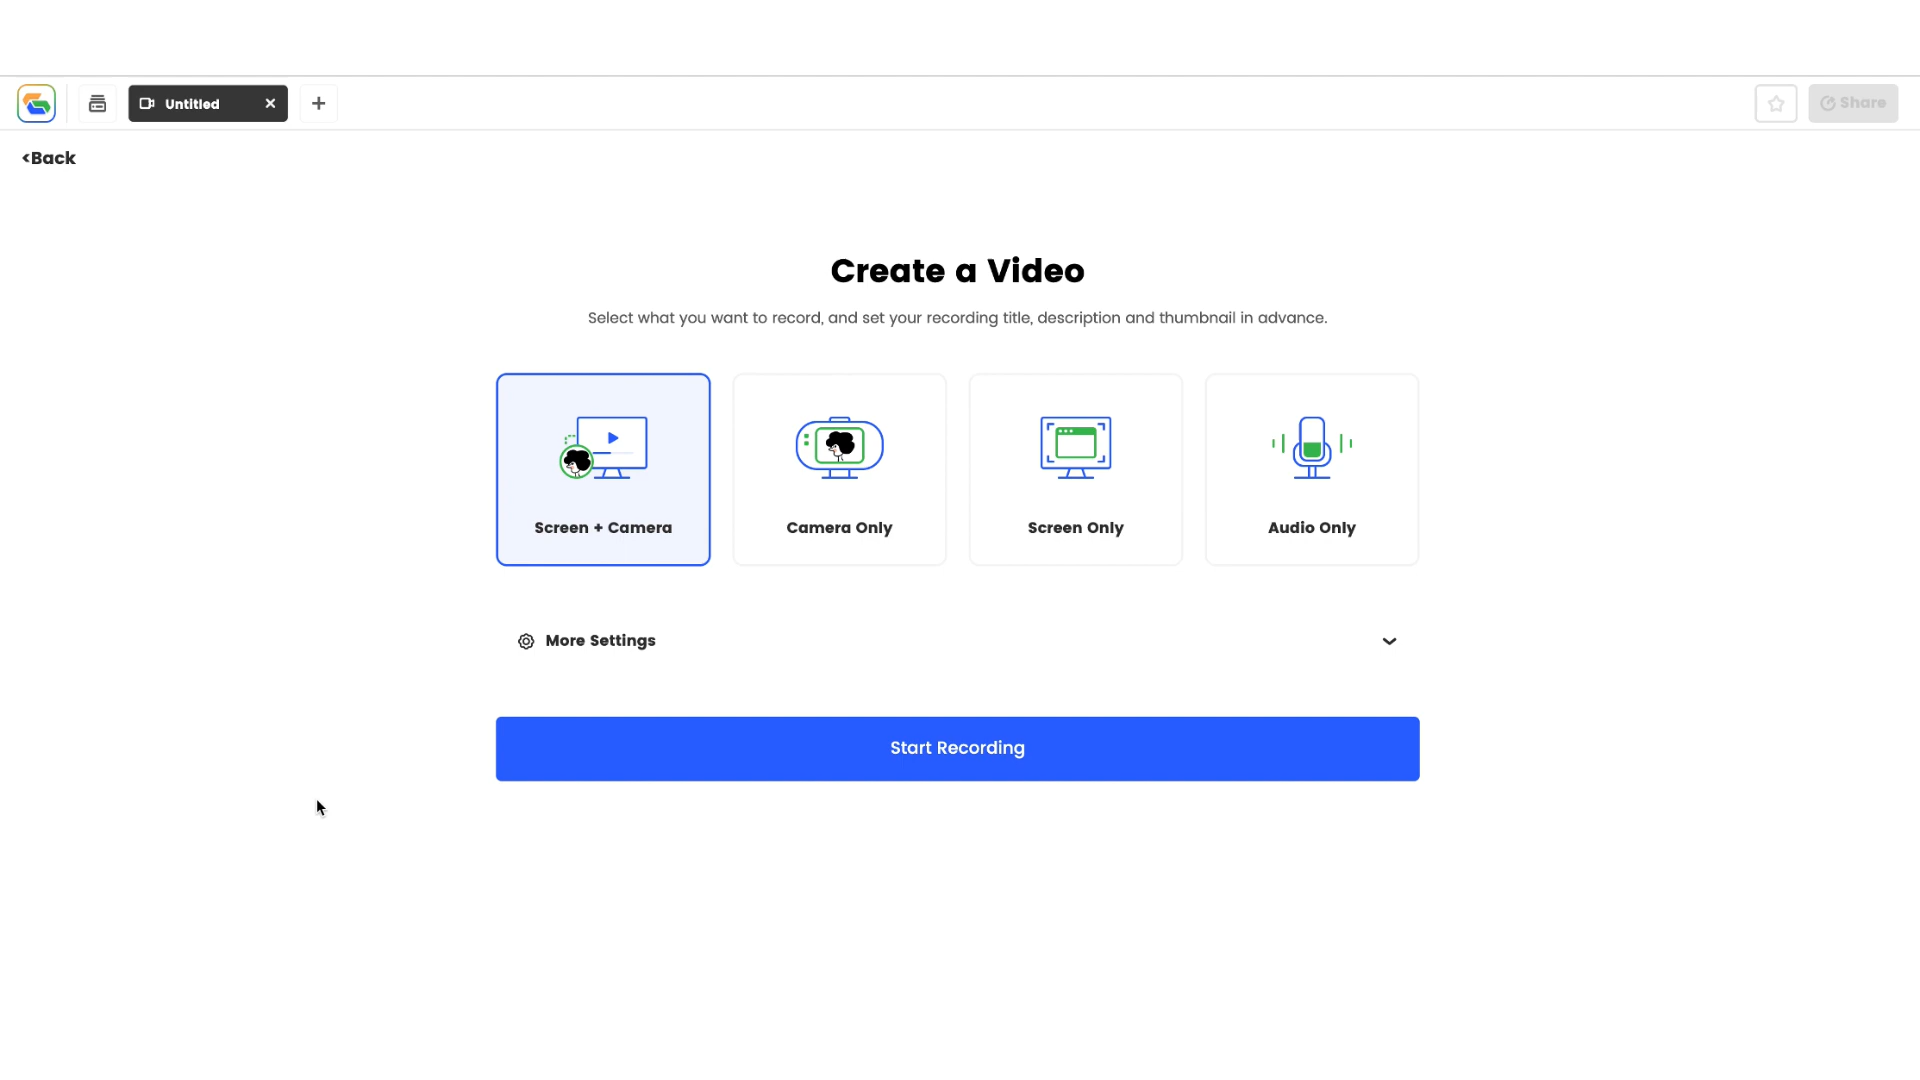 Untitled
Share
<Back
Create a Video
Select what you want to record, and set your recording title, description and thumbnail in advance.
Screen + Camera
Camera Only
Screen Only
Audio Only
More Settings
Start Recording